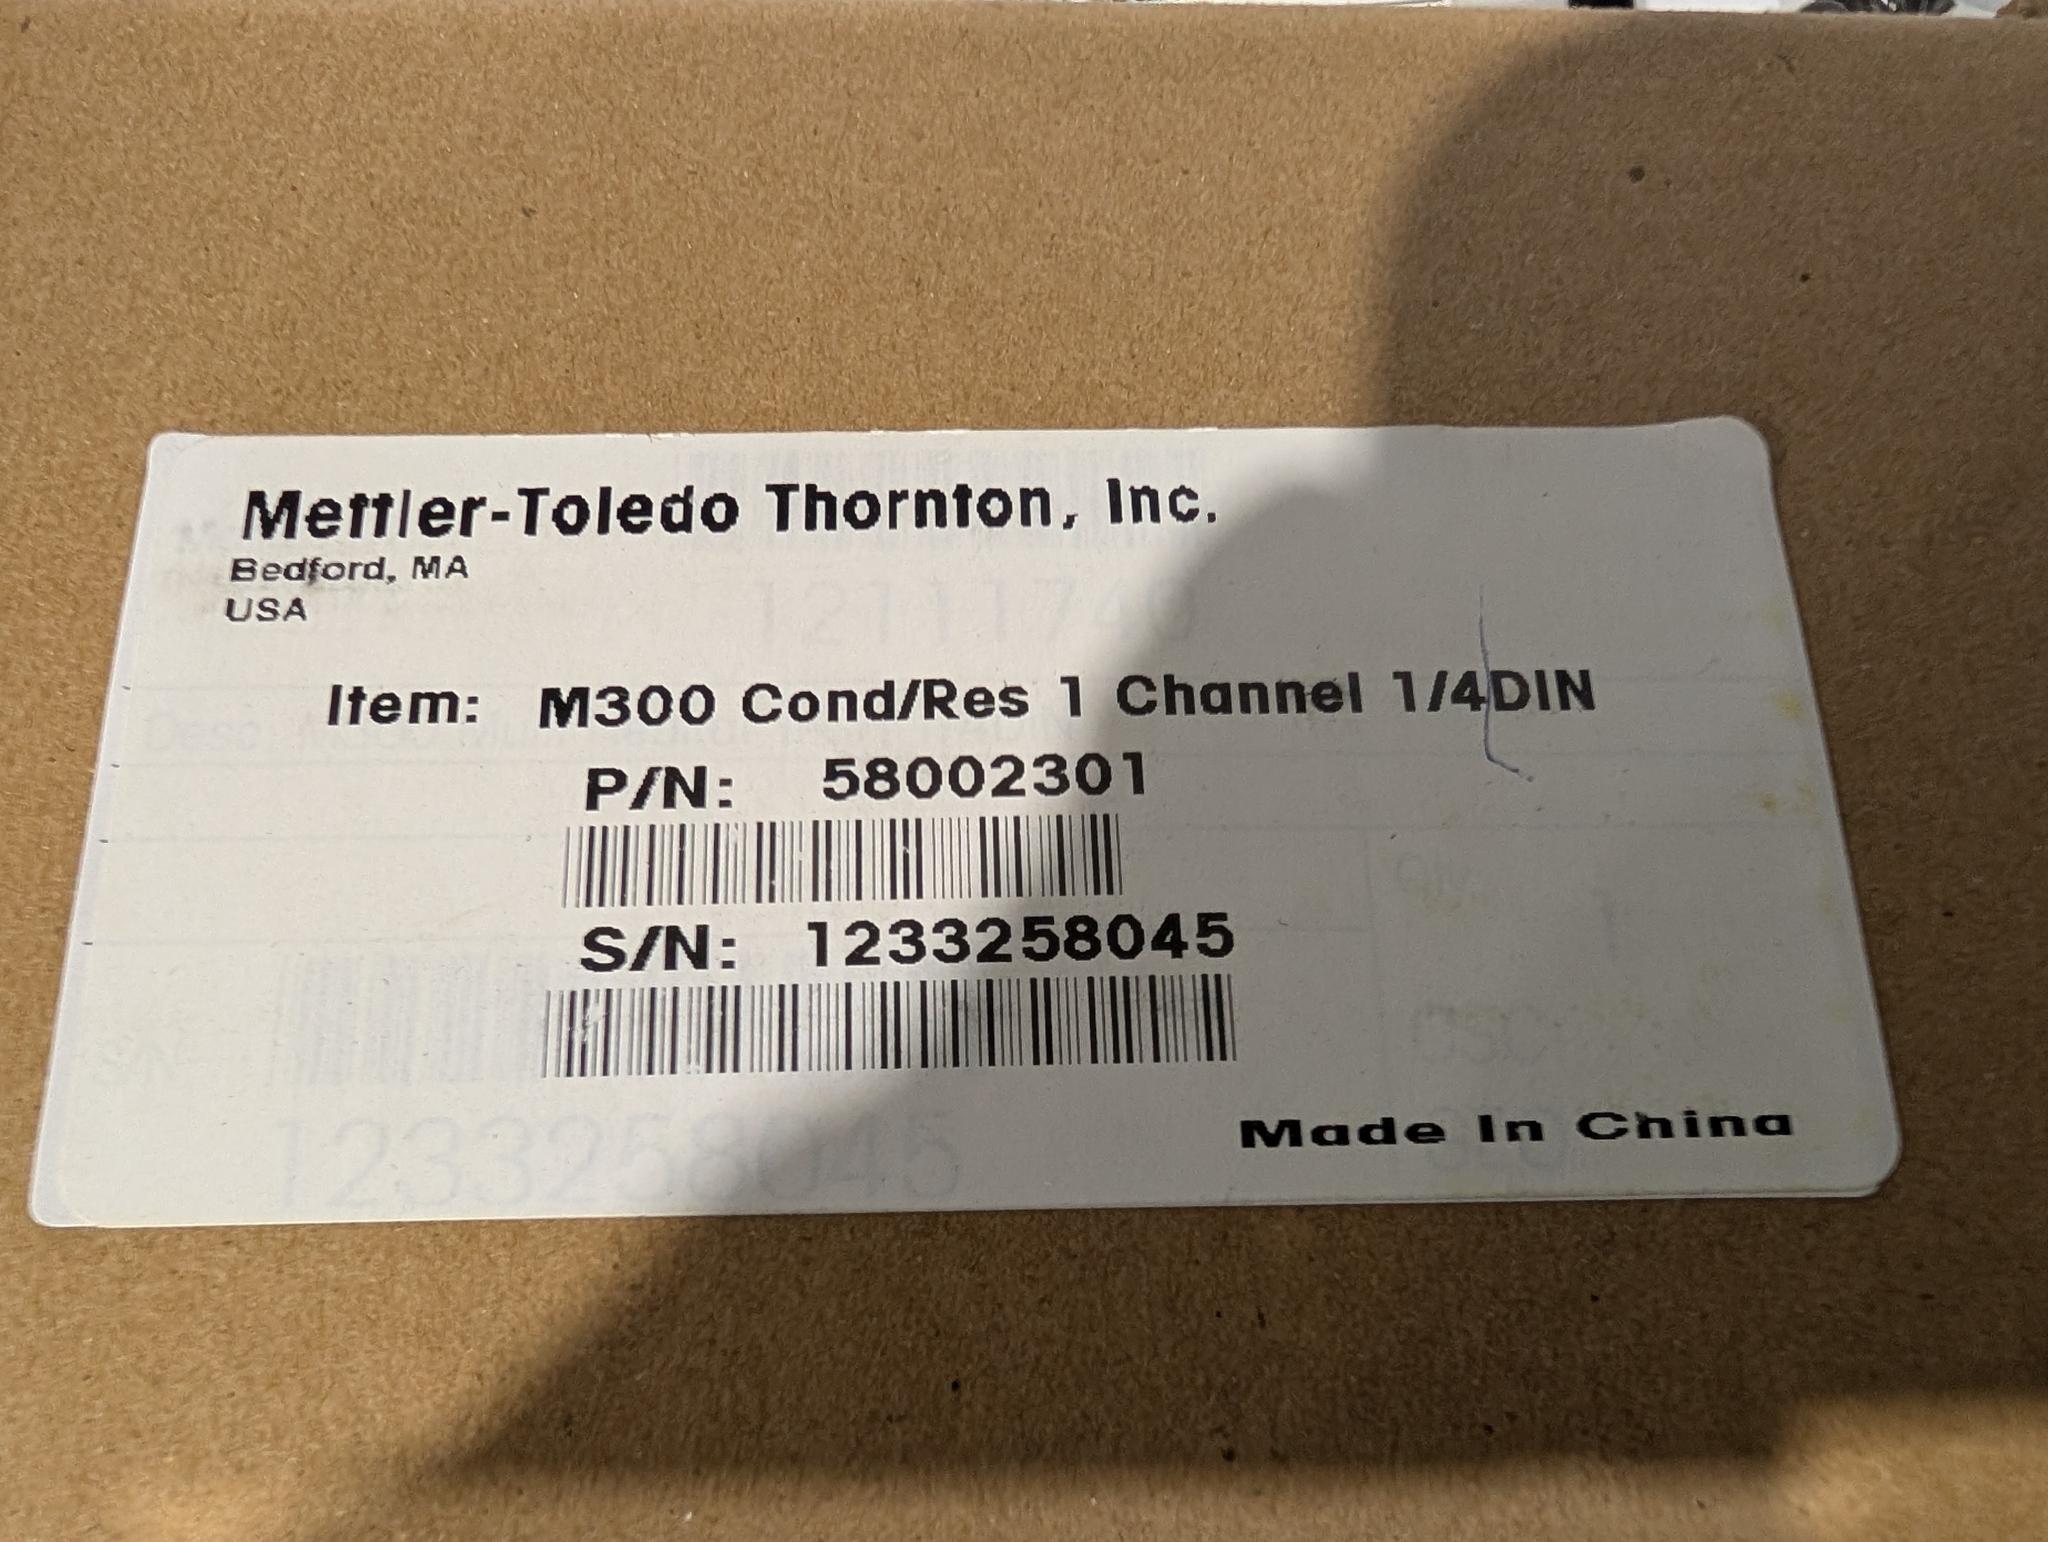 Mettler-Toledo Thornton, Inc.
Bedford, MA
USA
Item: M300 Cond/Res 1 Channel 1/4DIN
P/N: 58002301
S/N: 1233258045
Made In China
1233258045